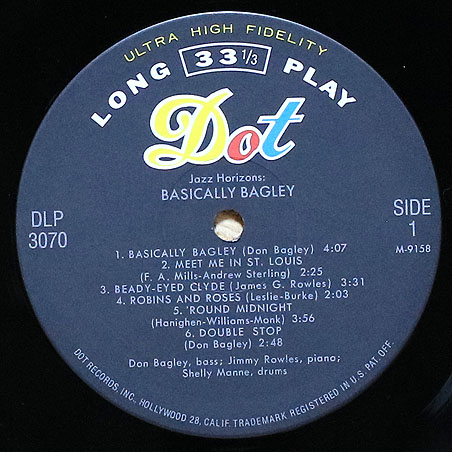 ULTRA HIGH FIDELITY
LONG 33 1/3 PLAY
Dot
Jazz Horizons:
BASICALLY BAGLEY
DLP
3070
SIDE
1
M-9158
1. BASICALLY BAGLEY (Don Bagley) 4:07
2. MEET ME IN ST. LOUIS
(F. A. Mills-Andrew Sterling) 2:25
3. BEADY-EYED CLYDE (James G. Rowles) 3:31
4. ROBINS AND ROSES (Leslie-Burke) 2:03
5. 'ROUND MIDNIGHT
(Hanighen-Williams-Monk) 3:56
6. DOUBLE STOP
(Don Bagley) 2:48
Don Bagley, bass; Jimmy Rowles, piano;
Shelly Manne, drums
DOT RECORDS, INC., HOLLYWOOD 28, CALIF. TRADEMARK REGISTERED IN U.S. PAT. OFF.